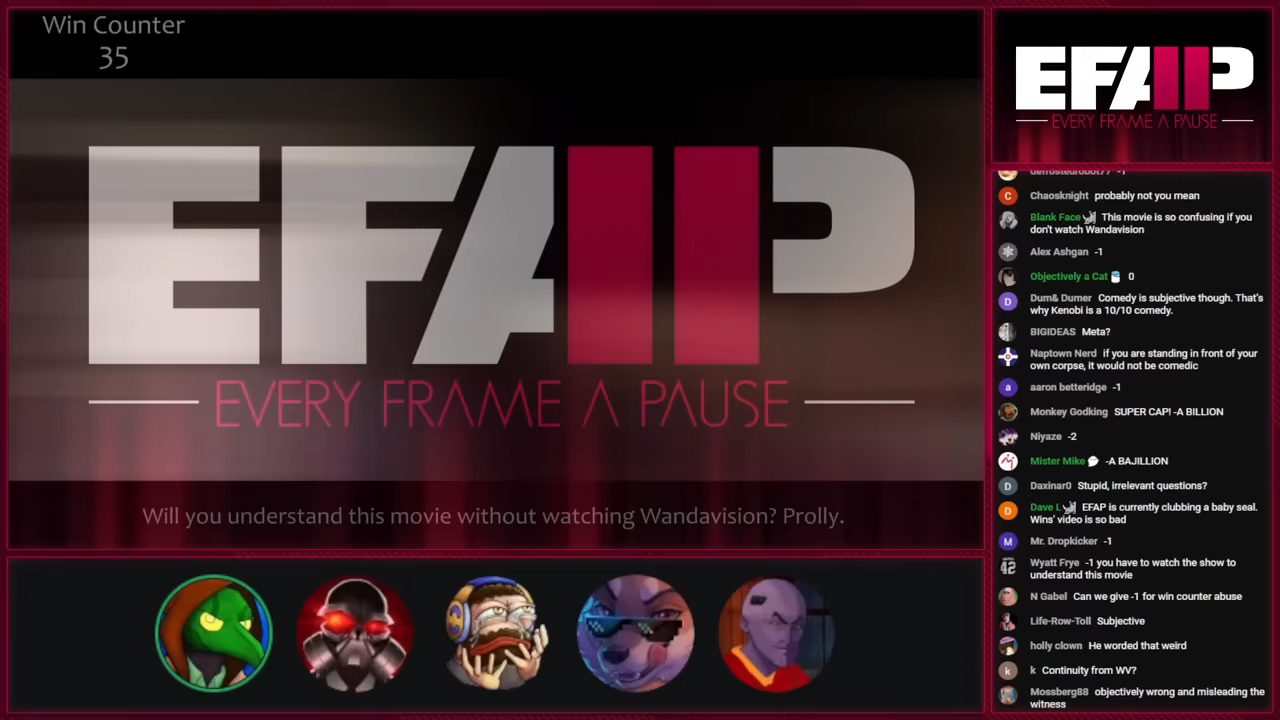 Win Counter
35
EFAP
EVERY FRAME A PAUSE
Will you understand this movie without watching Wandavision? Prolly.
EFAP
EVERY FRAME A PAUSE
defrostedrobot77 -1
Chaosknight probably not you mean
Blank Face This movie is so confusing if you
don't watch Wandavision
Alex Ashgan -1
Objectively a Cat 0
Dum& Dumer Comedy is subjective though. That's
why Kenobi is a 10/10 comedy.
BIGIDEAS Meta?
Naptown Nerd if you are standing in front of your
own corpse, it would not be comedic
aaron betteridge -1
Monkey Godking SUPER CAP! -A BILLION
Niyaze -2
Mister Mike -A BAJILLION
Daxinar0 Stupid, irrelevant questions?
Dave L EFAP is currently clubbing a baby seal.
Wins' video is so bad
Mr. Dropkicker -1
Wyatt Frye -1 you have to watch the show to
understand this movie
N Gabel Can we give -1 for win counter abuse
Life-Row-Toll Subjective
holly clown He worded that weird
k Continuity from WV?
Mossberg88 objectively wrong and misleading the
witness